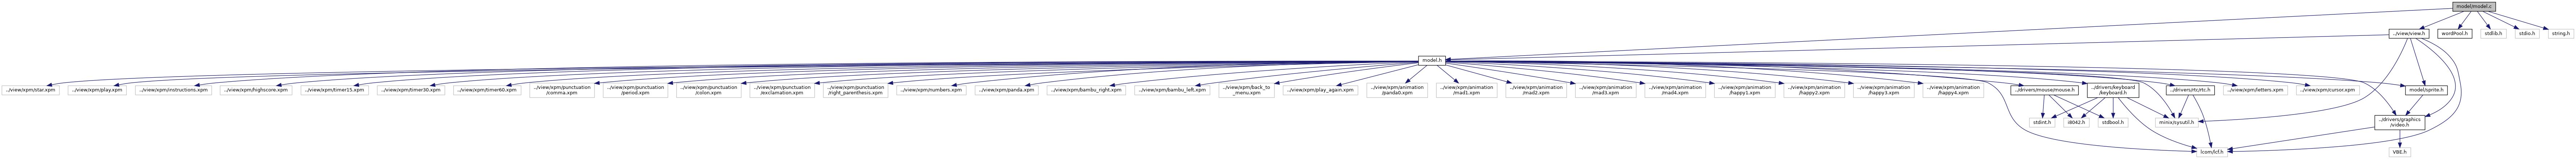 model/model.c
../view/view.h
wordPool.h
stdlib.h
stdio.h
string.h
model.h
../view/xpm/star.xpm
../view/xpm/play.xpm
../view/xpm/instructions.xpm
../view/xpm/highscore.xpm
../view/xpm/timer15.xpm
../view/xpm/timer30.xpm
../view/xpm/timer60.xpm
../view/xpm/punctuation
/comma.xpm
../view/xpm/punctuation
/period.xpm
../view/xpm/punctuation
/colon.xpm
../view/xpm/punctuation
/exclamation.xpm
../view/xpm/punctuation
/right_parenthesis.xpm
../view/xpm/numbers.xpm
../view/xpm/panda.xpm
../view/xpm/bambu_right.xpm
../view/xpm/bambu_left.xpm
../view/xpm/back_to
_menu.xpm
../view/xpm/play_again.xpm
../view/xpm/animation
/panda0.xpm
../view/xpm/animation
/mad1.xpm
../view/xpm/animation
/mad2.xpm
../view/xpm/animation
/mad3.xpm
../view/xpm/animation
/mad4.xpm
../view/xpm/animation
/happy1.xpm
../view/xpm/animation
/happy2.xpm
../view/xpm/animation
/happy3.xpm
../view/xpm/animation
/happy4.xpm
../drivers/mouse/mouse.h
../drivers/keyboard
/keyboard.h
../drivers/rtc/rtc.h
../view/xpm/letters.xpm
../view/xpm/cursor.xpm
model/sprite.h
stdint.h
i8042.h
stdbool.h
minix/sysutil.h
../drivers/graphics
/video.h
lcom/lcf.h
VBE.h